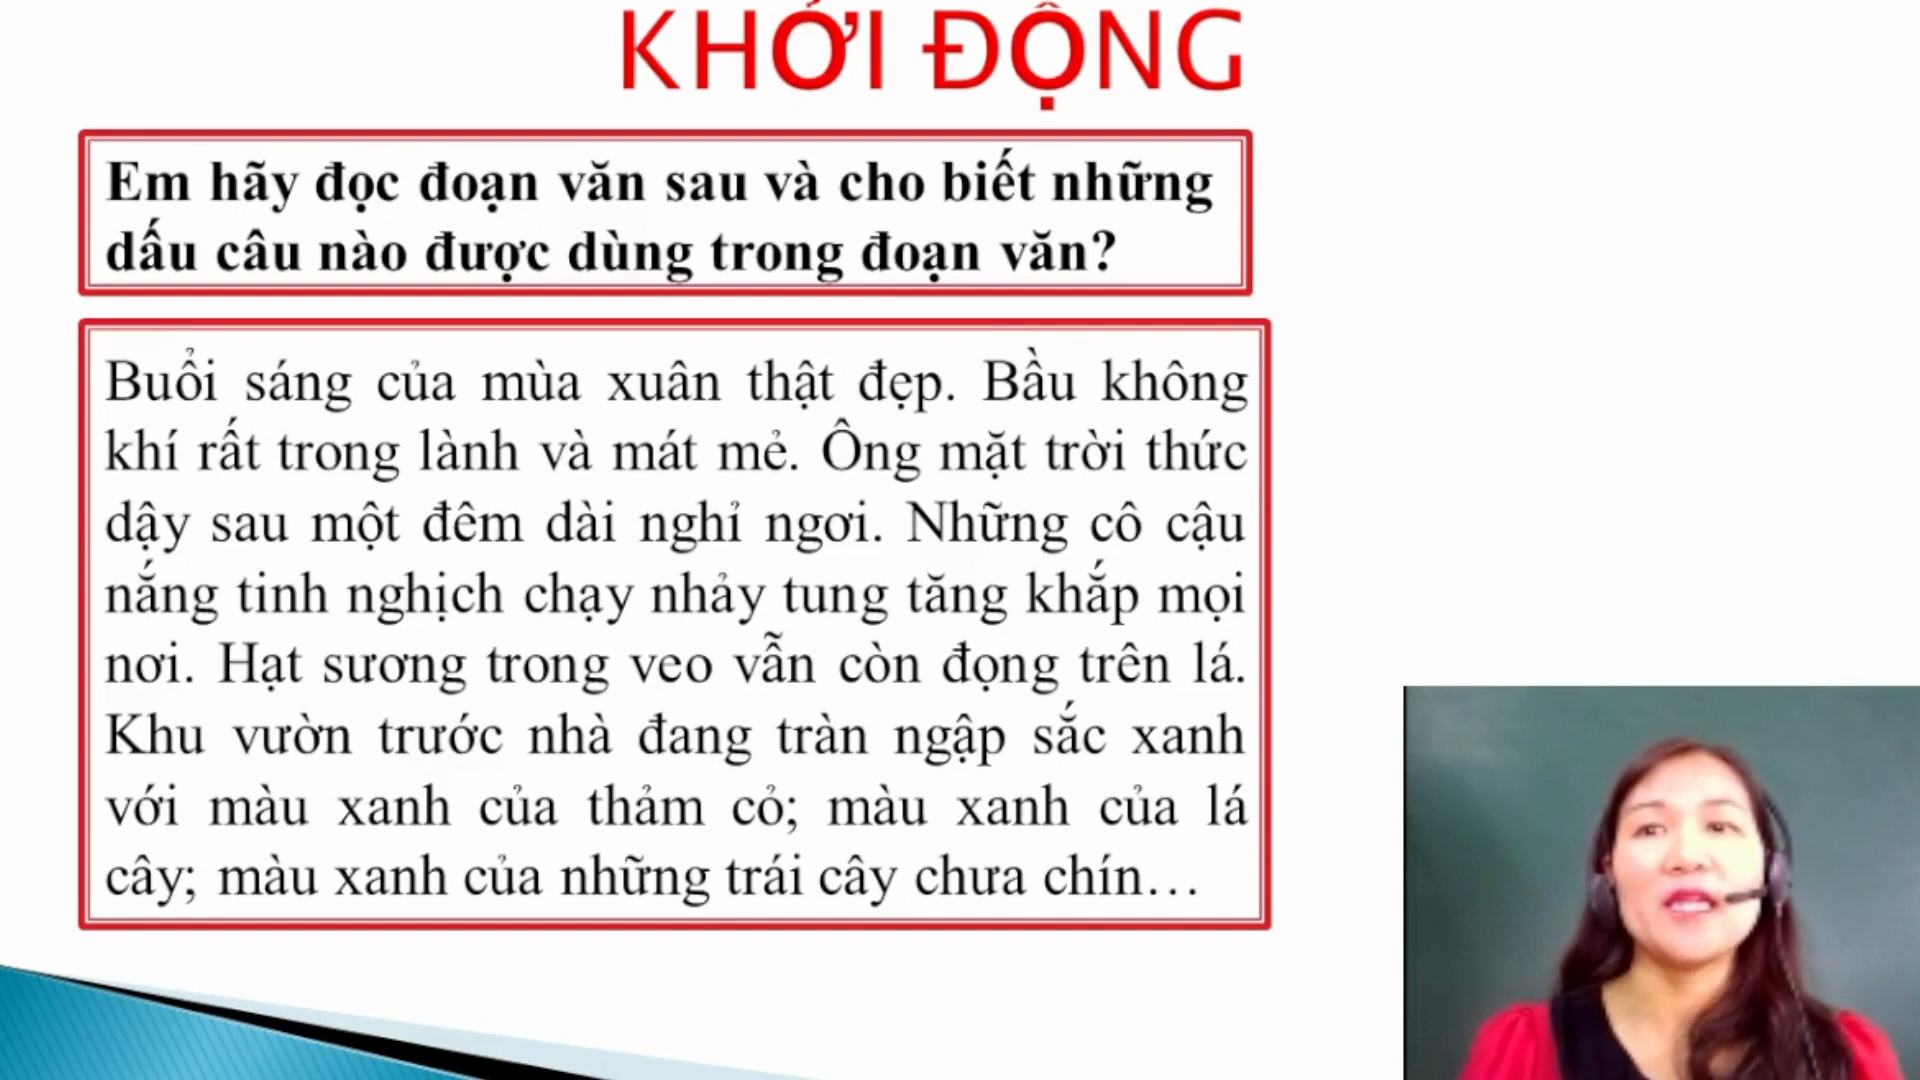 KHỞI ĐỘNG
Em hãy đọc đoạn văn sau và cho biết những
dấu câu nào được dùng trong đoạn văn?
Buổi sáng của mùa xuân thật đẹp. Bầu không
khí rất trong lành và mát mẻ. Ông mặt trời thức
dậy sau một đêm dài nghỉ ngơi. Những cô cậu
nắng tinh nghịch chạy nhảy tung tăng khắp mọi
nơi. Hạt sương trong veo vẫn còn đọng trên lá.
Khu vườn trước nhà đang tràn ngập sắc xanh
với màu xanh của thảm cỏ; màu xanh của lá
cây; màu xanh của những trái cây chưa chín…